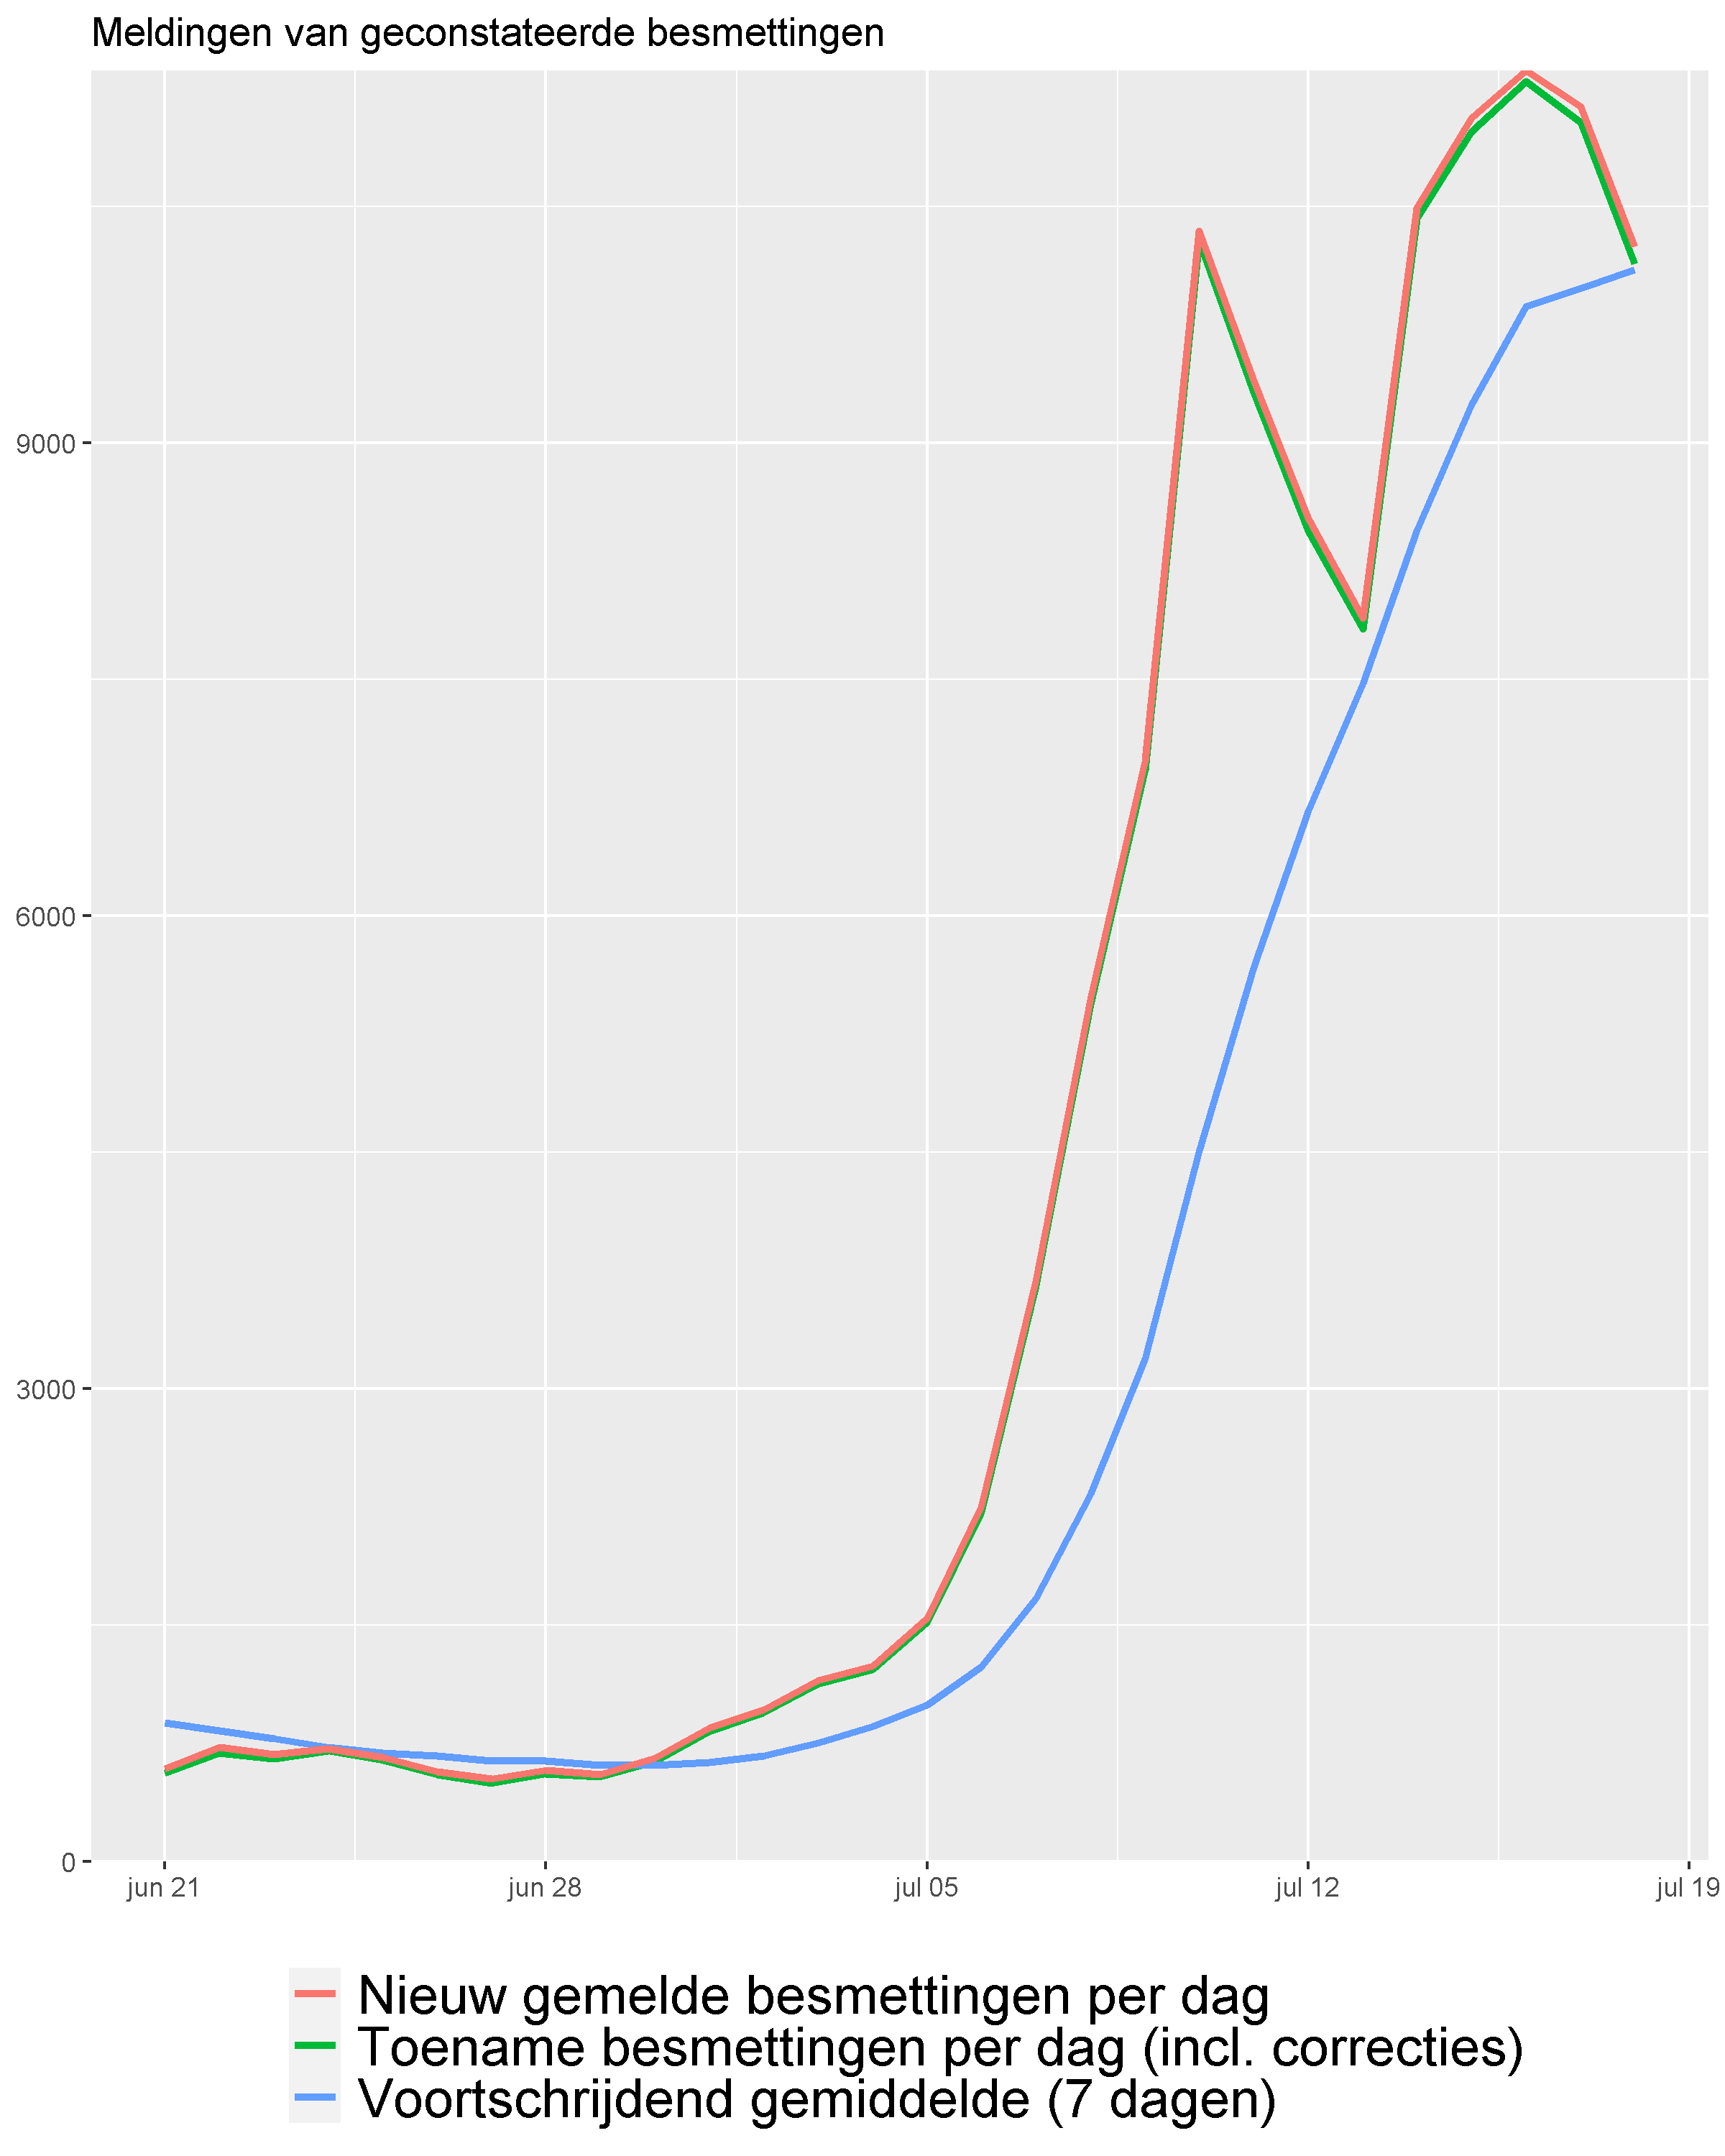 Meldingen van geconstateerde besmettingen
9000
6000
3000
0
jun 21 jun 28 jul 05 jul 12 jul 19
Nieuw gemelde besmettingen per dag
Toename besmettingen per dag (incl. correcties)
Voortschrijdend gemiddelde (7 dagen)